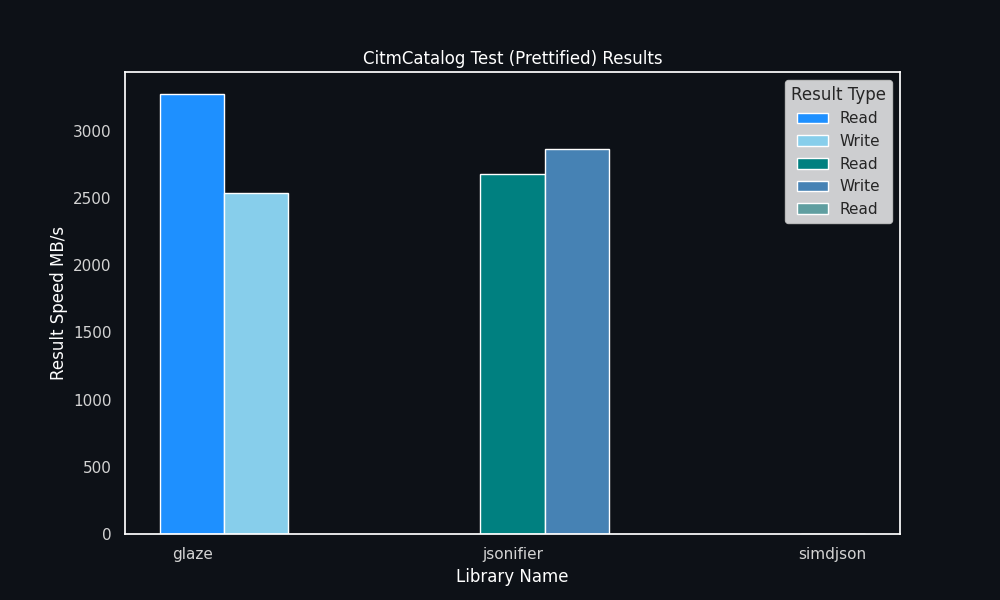 CitmCatalog Test (Prettified) Results
Result Type
Read
Write
Read
Write
Read
Result Speed MB/s
3000
2500
2000
1500
1000
500
0
glaze
jsonifier
simdjson
Library Name